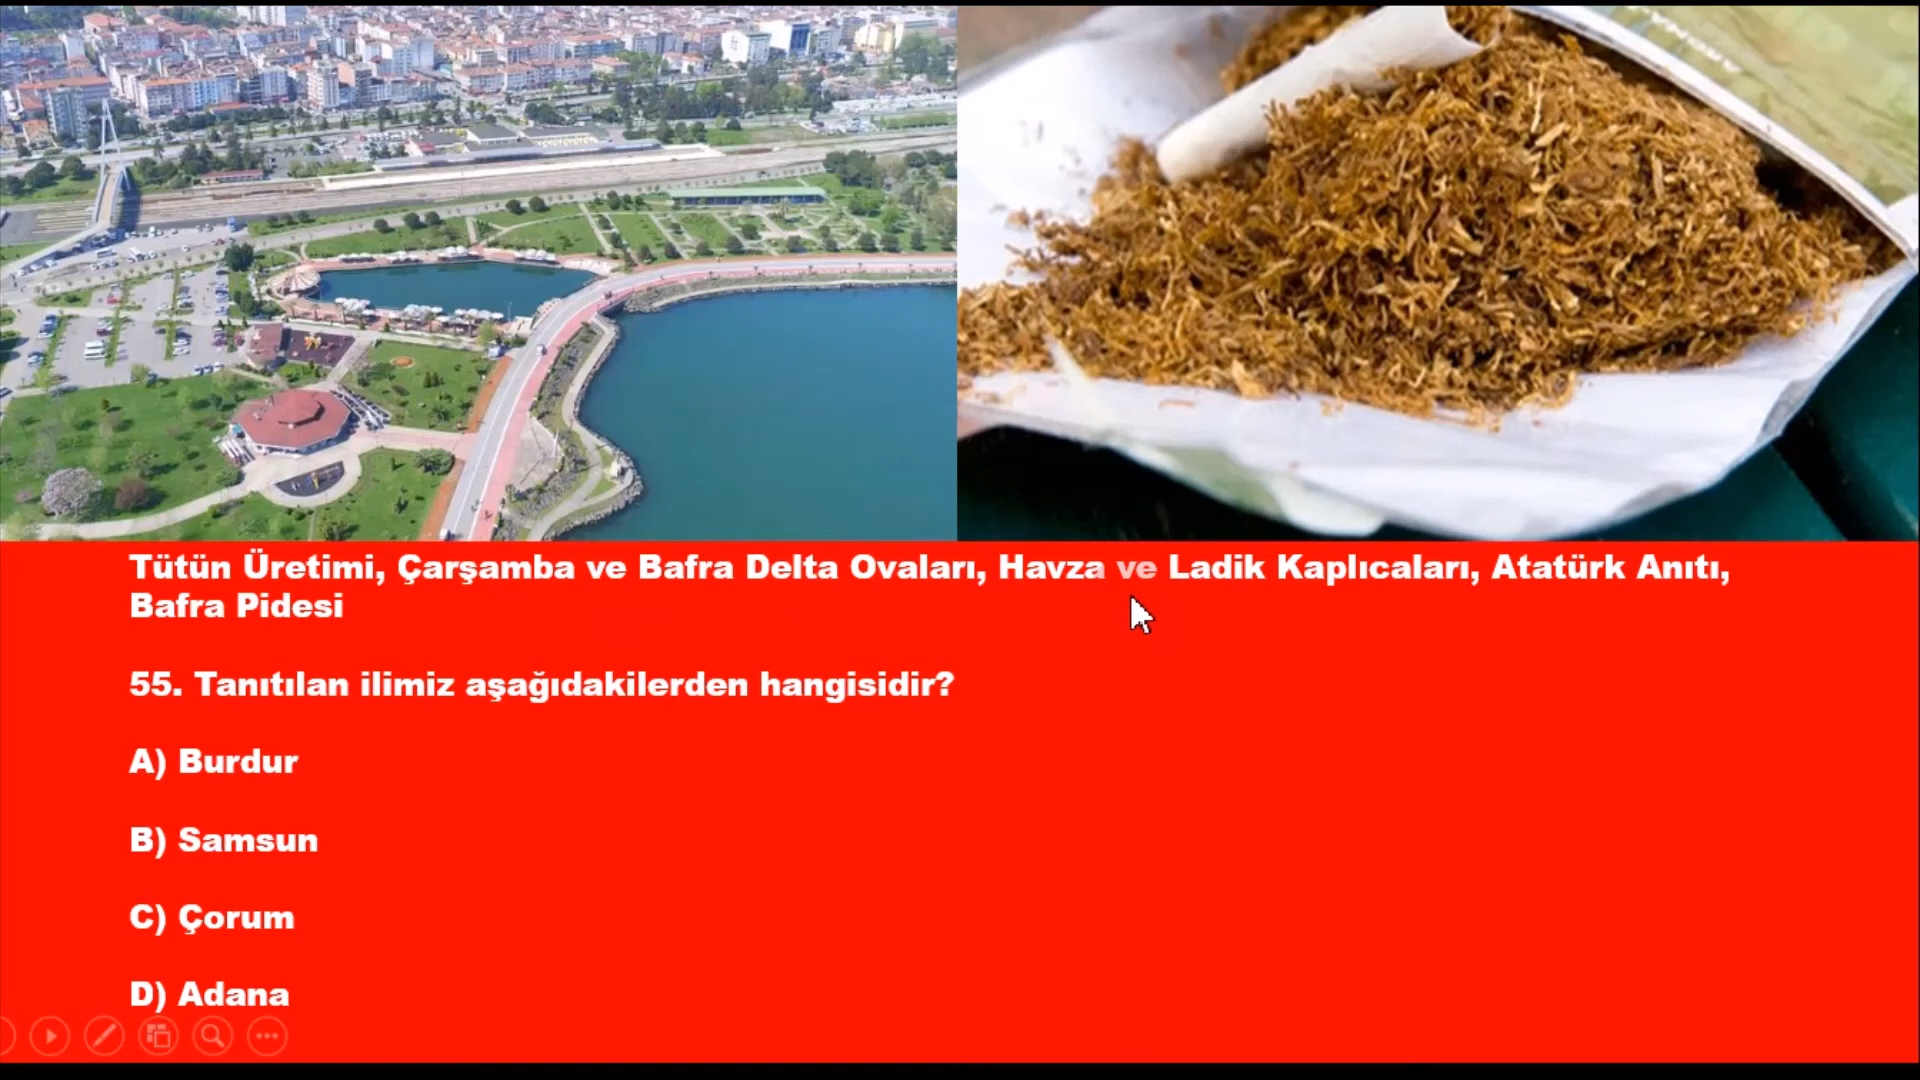 Tütün Üretimi, Çarşamba ve Bafra Delta Ovaları, Havza ve Ladik Kaplıcaları, Atatürk Anıtı,
Bafra Pidesi
55. Tanıtılan ilimiz aşağıdakilerden hangisidir?
A) Burdur
B) Samsun
C) Çorum
D) Adana